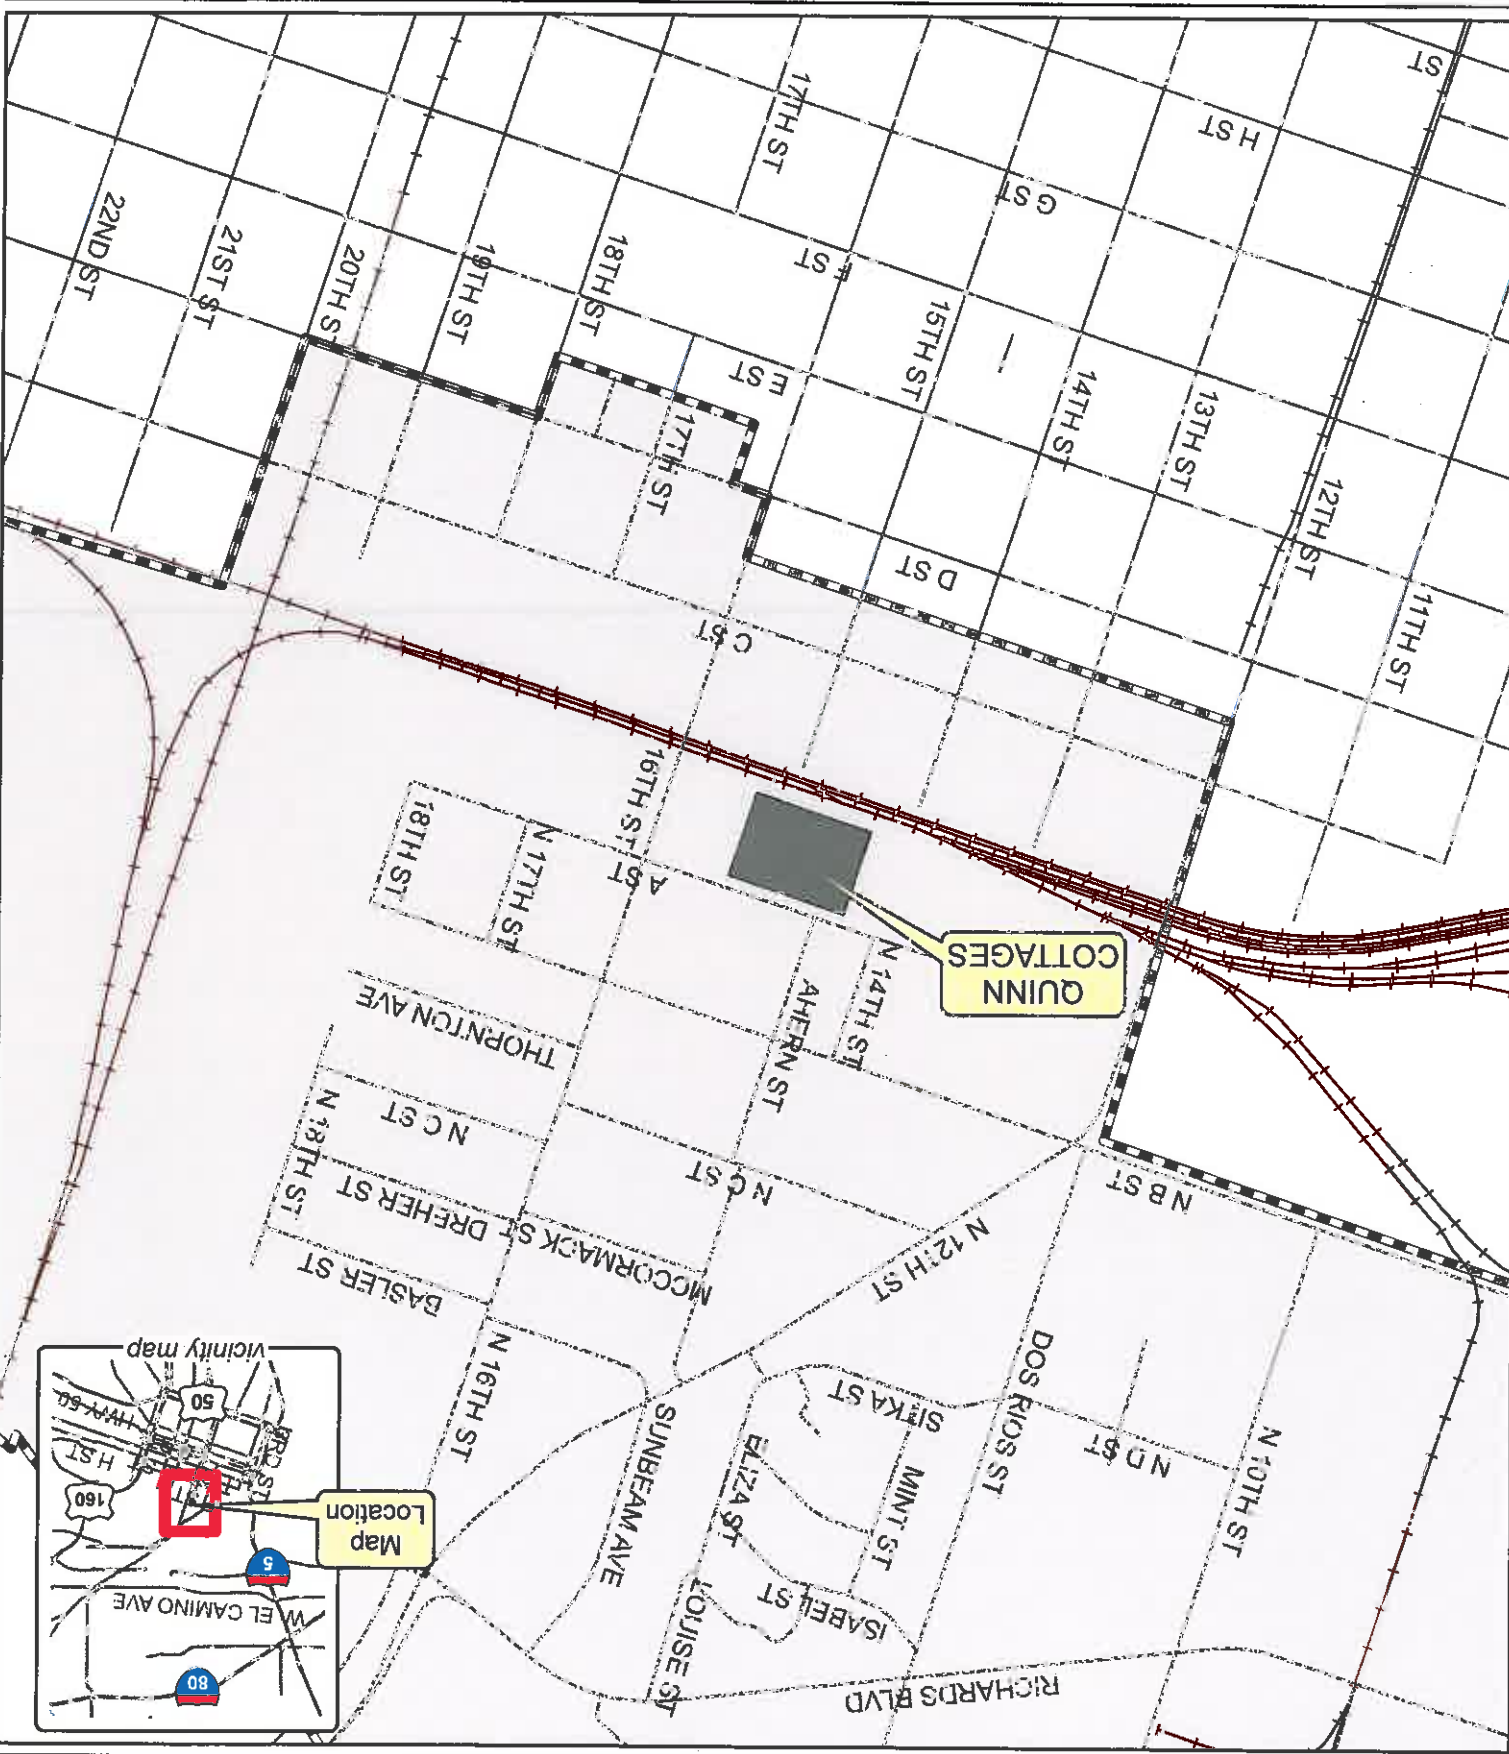 RICHARDS BLVD
LOUISE ST
80
W EL CAMINO AVE
5
Map
Location
160
H ST
HWY 50
50
vicinity map
ISABEL ST
MINT ST
ELIZA ST
SUNBEAM AVE
N 10TH ST
N D ST
DOS RIOS ST
SITKA ST
N 16TH ST
BASLER ST
MCCORMACK ST
DREHER ST
N 12TH ST
N 18TH ST
N B ST
N C ST
N C ST
THORNTON AVE
AHERN ST
N 14TH ST
QUINN
COTTAGES
N 17TH ST
A ST
18TH ST
16TH ST
C ST
11TH ST
D ST
12TH ST
17TH ST
13TH ST
14TH ST
E ST
15TH ST
18TH ST
19TH ST
20TH S
21ST ST
22ND ST
F ST
G ST
H ST
17TH ST
ST